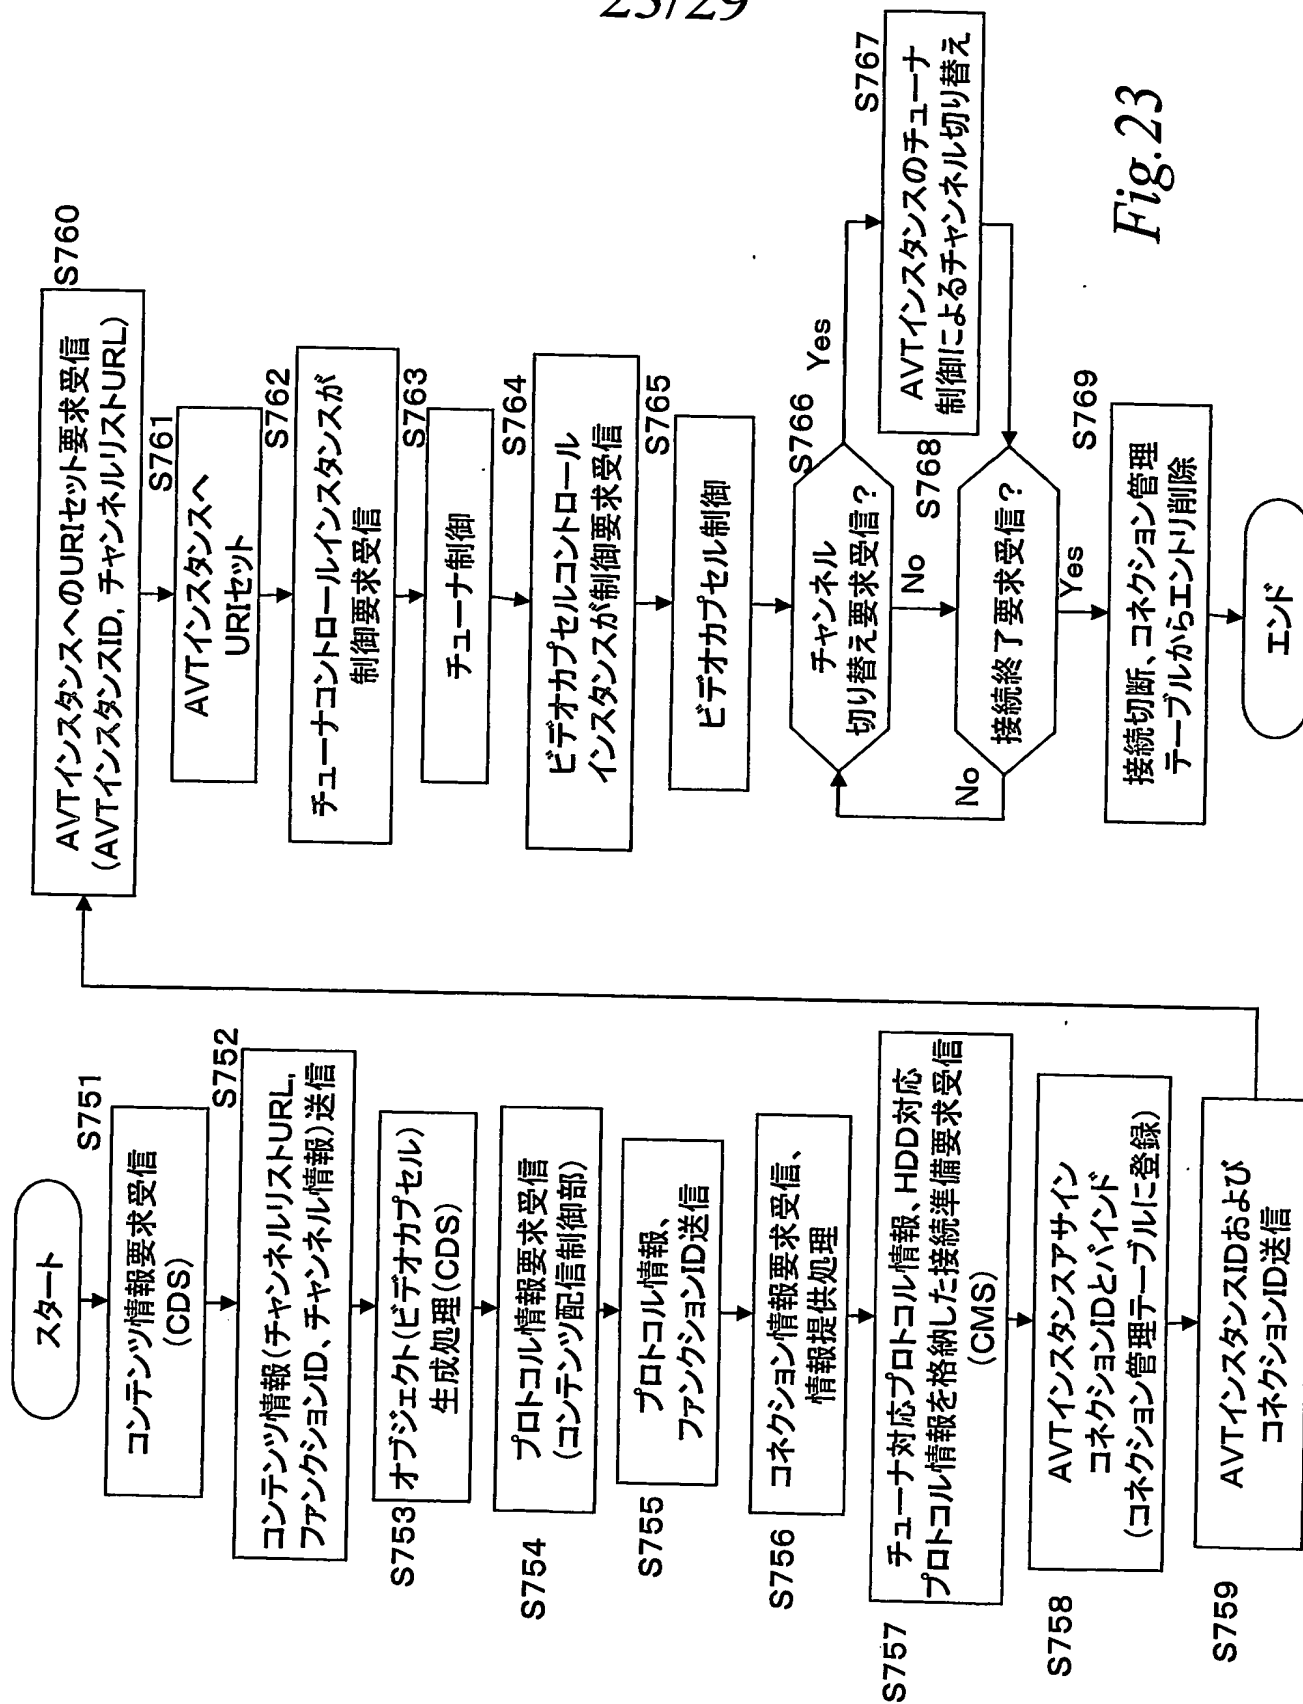 23/29
スタート
S751
コンテンツ情報要求受信
(CDS)
S752
コンテンツ情報(チャンネルリストURL,
ファンクションID、チャンネル情報)送信
S753
オブジェクト(ビデオカプセル)
生成処理(CDS)
S754
プロトコル情報要求受信
(コンテンツ配信制御部)
S755
プロトコル情報、
ファンクションID送信
S756
コネクション情報要求受信、
情報提供処理
S757
チューナ対応プロトコル情報、HDD対応
プロトコル情報を格納した接続準備要求受信
(CMS)
S758
AVTインスタンスアサイン
コネクションIDとバインド
(コネクション管理テーブルに登録)
S759
AVTインスタンスIDおよび
コネクションID送信
S760
AVTインスタンスへのURIセット要求受信
(AVTインスタンスID, チャンネルリストURL)
S761
AVTインスタンスへ
URIセット
S762
チューナコントロールインスタンスが
制御要求受信
S763
チューナ制御
S764
ビデオカプセルコントロール
インスタンスが制御要求受信
S765
ビデオカプセル制御
S766
チャンネル
切り替え要求受信?
Yes
No
S767
AVTインスタンスのチューナ
制御によるチャンネル切り替え
S768
接続終了要求受信?
No
Yes
S769
接続切断、コネクション管理
テーブルからエントリ削除
エンド
Fig.23